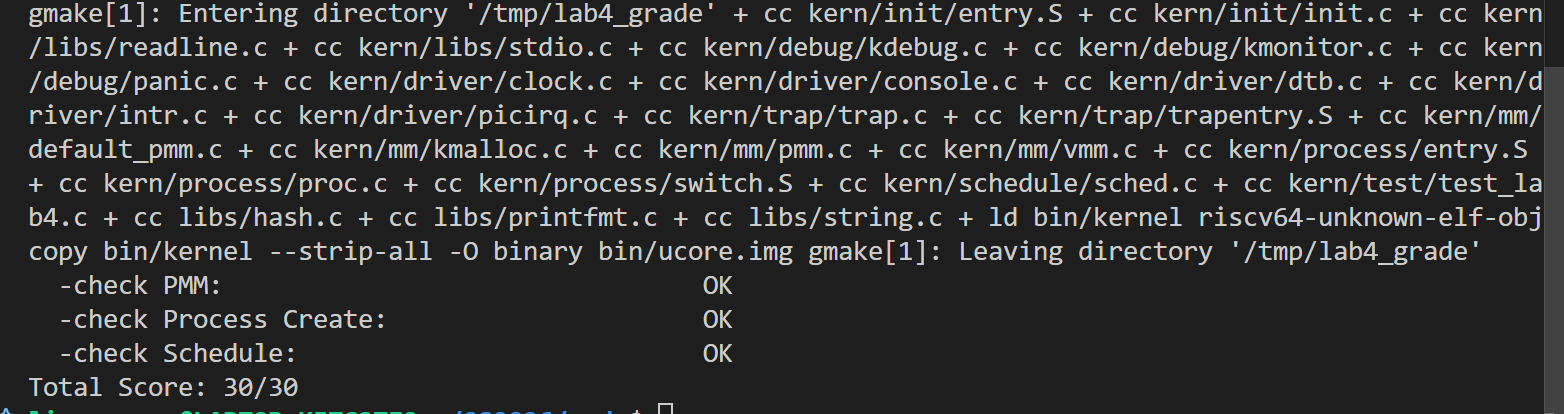 gmake[1]: Entering directory '/tmp/lab4_grade' + cc kern/init/entry.S + cc kern/init/init.c + cc kern
/libs/readline.c + cc kern/libs/stdio.c + cc kern/debug/kdebug.c + cc kern/debug/kmonitor.c + cc kern
/debug/panic.c + cc kern/driver/clock.c + cc kern/driver/console.c + cc kern/driver/dtb.c + cc kern/d
river/intr.c + cc kern/driver/picirq.c + cc kern/trap/trap.c + cc kern/trap/trapentry.S + cc kern/mm/
default_pmm.c + cc kern/mm/kmalloc.c + cc kern/mm/pmm.c + cc kern/mm/vmm.c + cc kern/process/entry.S
+ cc kern/process/proc.c + cc kern/process/switch.S + cc kern/schedule/sched.c + cc kern/test/test_la
b4.c + cc libs/hash.c + cc libs/printfmt.c + cc libs/string.c + ld bin/kernel riscv64-unknown-elf-obj
copy bin/kernel --strip-all -O binary bin/ucore.img gmake[1]: Leaving directory '/tmp/lab4_grade'
-check PMM: OK
-check Process Create: OK
-check Schedule: OK
Total Score: 30/30